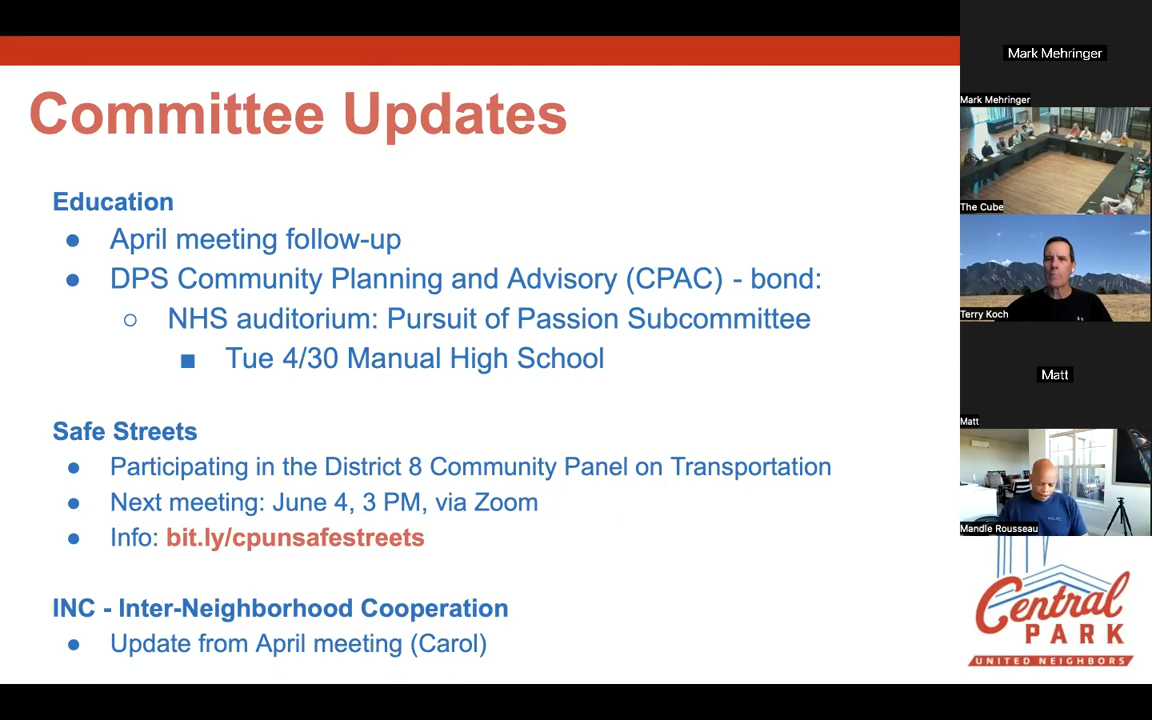 Committee Updates
Education
● April meeting follow-up
● DPS Community Planning and Advisory (CPAC) - bond:
○ NHS auditorium: Pursuit of Passion Subcommittee
■ Tue 4/30 Manual High School
Safe Streets
● Participating in the District 8 Community Panel on Transportation
● Next meeting: June 4, 3 PM, via Zoom
● Info: bit.ly/cpunsafestreets
INC - Inter-Neighborhood Cooperation
● Update from April meeting (Carol)
Mark Mehringer
Mark Mehringer
The Cube
Terry Koch
Matt
Matt
Mandle Rousseau
Central
PARK
UNITED NEIGHBORS